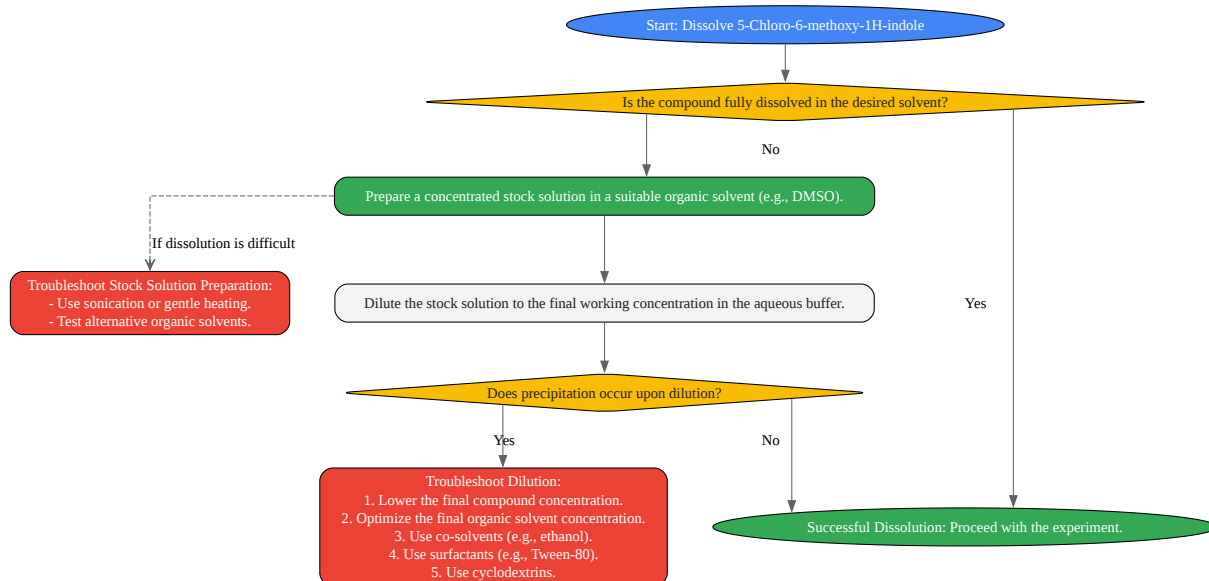 Start: Dissolve 5-Chloro-6-methoxy-1H-indole
Is the compound fully dissolved in the desired solvent?
No
Prepare a concentrated stock solution in a suitable organic solvent (e.g., DMSO).
If dissolution is difficult
Troubleshoot Stock Solution Preparation:
- Use sonication or gentle heating.
- Test alternative organic solvents.
Dilute the stock solution to the final working concentration in the aqueous buffer.
Yes
Does precipitation occur upon dilution?
Yes
No
Troubleshoot Dilution:
1. Lower the final compound concentration.
2. Optimize the final organic solvent concentration.
3. Use co-solvents (e.g., ethanol).
4. Use surfactants (e.g., Tween-80).
5. Use cyclodextrins.
Successful Dissolution: Proceed with the experiment.